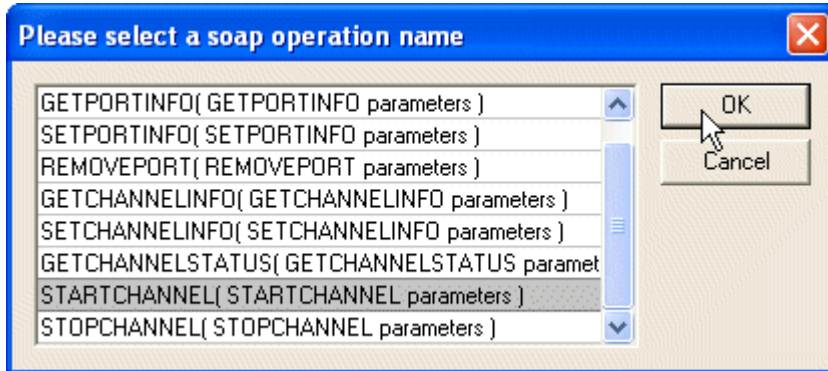 Please select a soap operation name
GETPORTINFO( GETPORTINFO parameters )
SETPORTINFO( SETPORTINFO parameters )
REMOVEPORT( REMOVEPORT parameters )
GETCHANNELINFO( GETCHANNELINFO parameters )
SETCHANNELINFO( SETCHANNELINFO parameters )
GETCHANNELSTATUS( GETCHANNELSTATUS paramet
STARTCHANNEL( STARTCHANNEL parameters )
STOPCHANNEL( STOPCHANNEL parameters )
OK
Cancel